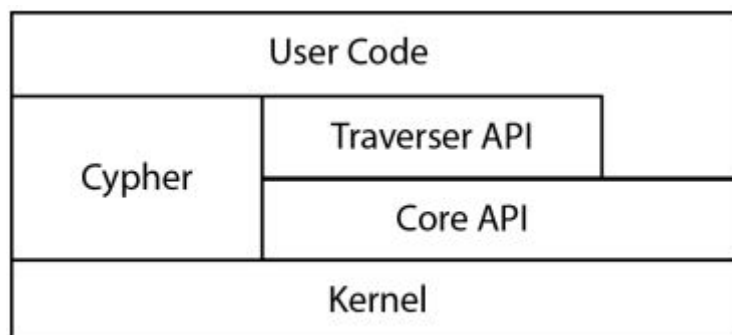 User Code
Traverser API
Cypher
Core API
Kernel